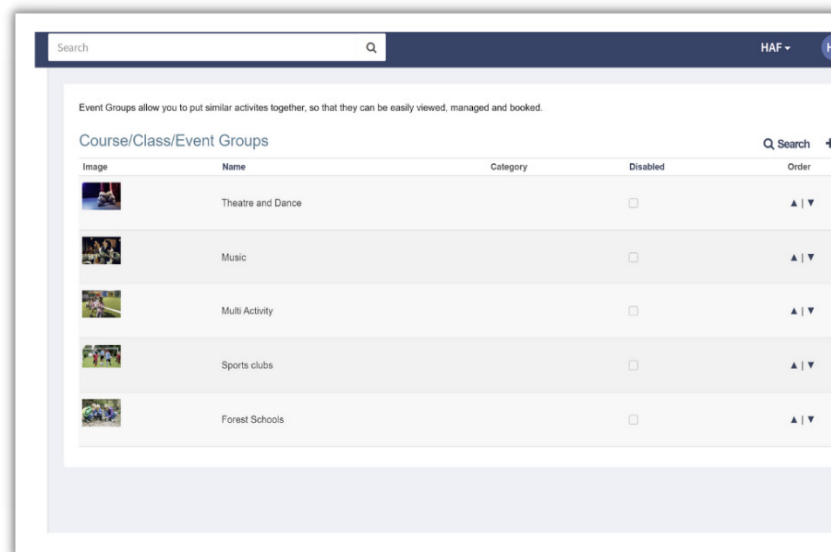 Search
HAF
H
Event Groups allow you to put similar activites together, so that they can be easily viewed, managed and booked.
Course/Class/Event Groups
Search +
Image Name Category Disabled Order
Theatre and Dance ▲ | ▼
Music ▲ | ▼
Multi Activity ▲ | ▼
Sports clubs ▲ | ▼
Forest Schools ▲ | ▼